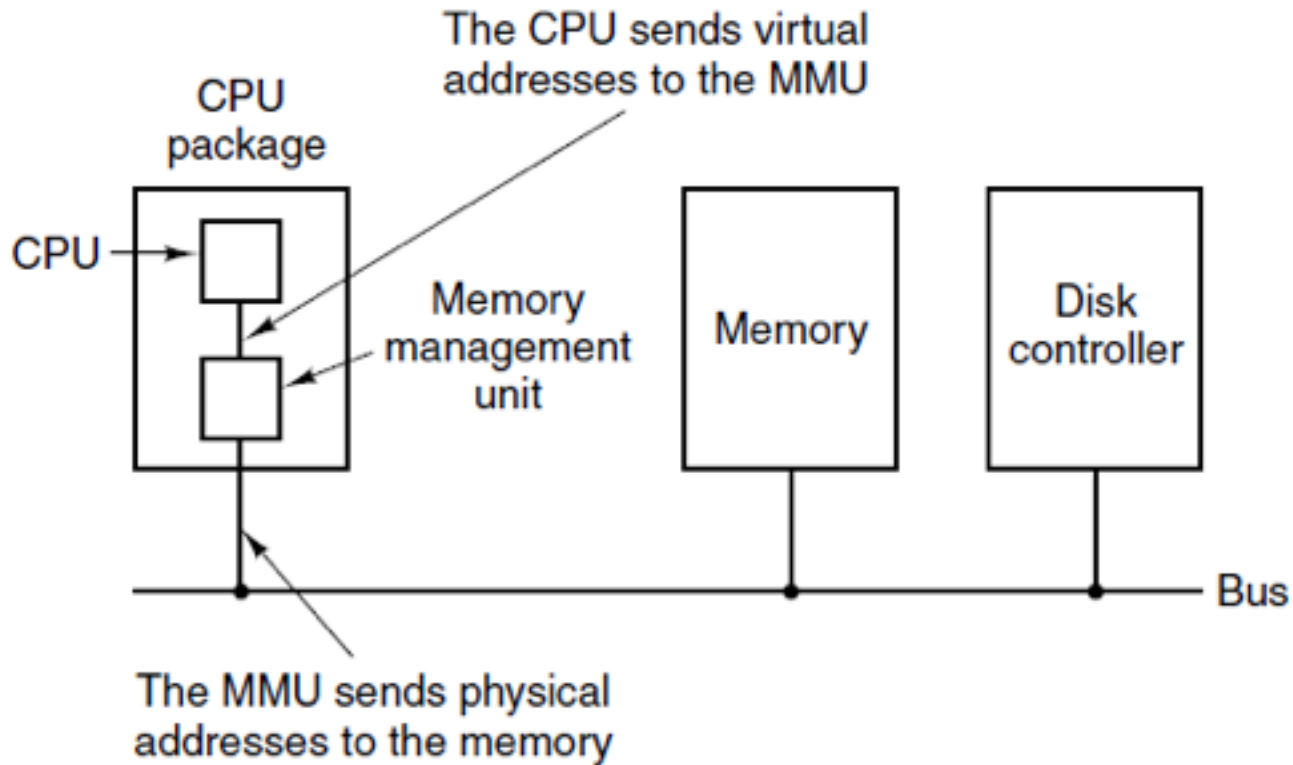 The CPU sends virtual
addresses to the MMU
CPU
package
CPU
Memory
management
unit
Memory
Disk
controller
Bus
The MMU sends physical
addresses to the memory